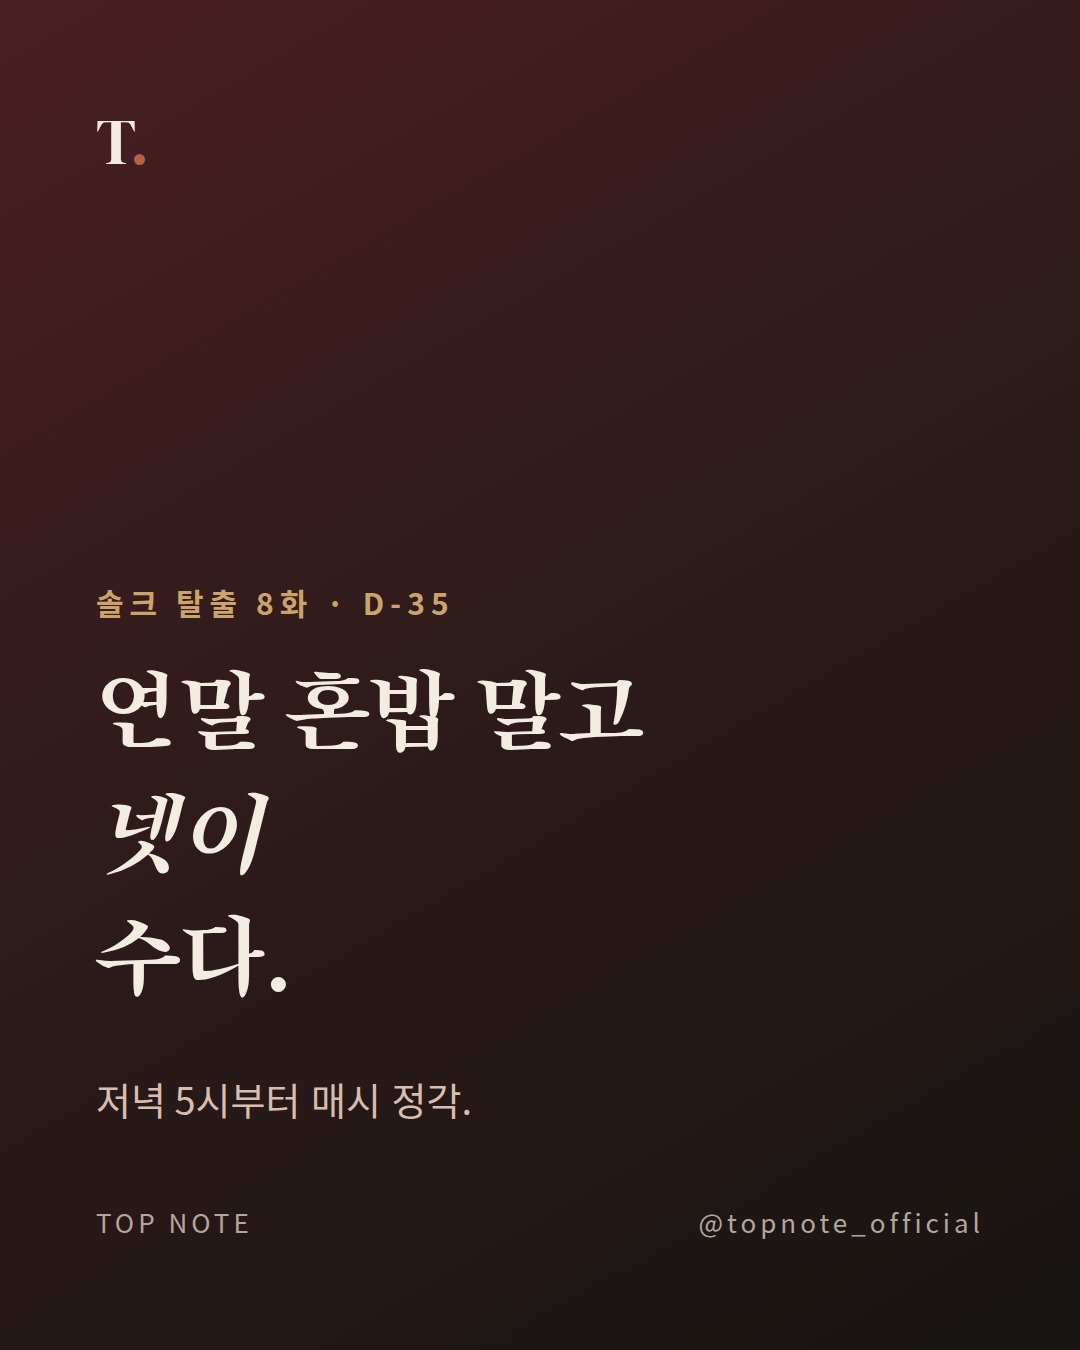 T.
솔크 탈출 8화 · D-35
연말 혼밥 말고
넷이
수다.
저녁 5시부터 매시 정각.
TOP NOTE
@topnote_official